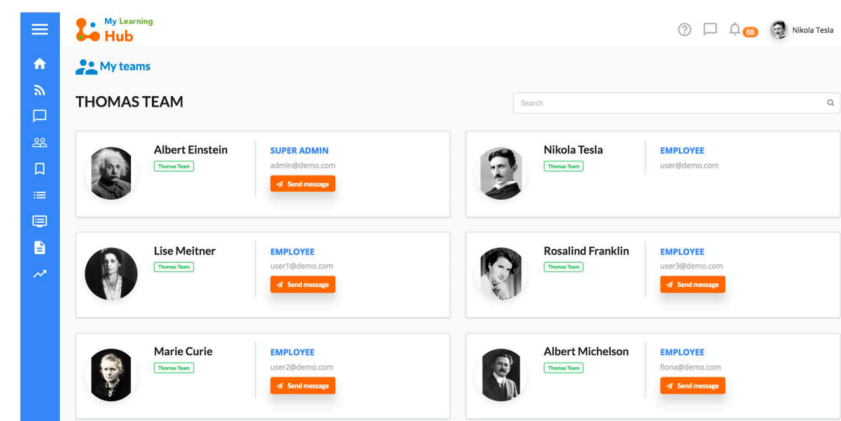 My Learning
Hub
68
Nikola Tesla
My teams
THOMAS TEAM
Search
Albert Einstein
Thomas Team
SUPER ADMIN
admin@demo.com
Send message
Nikola Tesla
Thomas Team
EMPLOYEE
user@demo.com
Lise Meitner
Thomas Team
EMPLOYEE
user1@demo.com
Send message
Rosalind Franklin
Thomas Team
EMPLOYEE
user3@demo.com
Send message
Marie Curie
Thomas Team
EMPLOYEE
user2@demo.com
Send message
Albert Michelson
Thomas Team
EMPLOYEE
fiona@demo.com
Send message